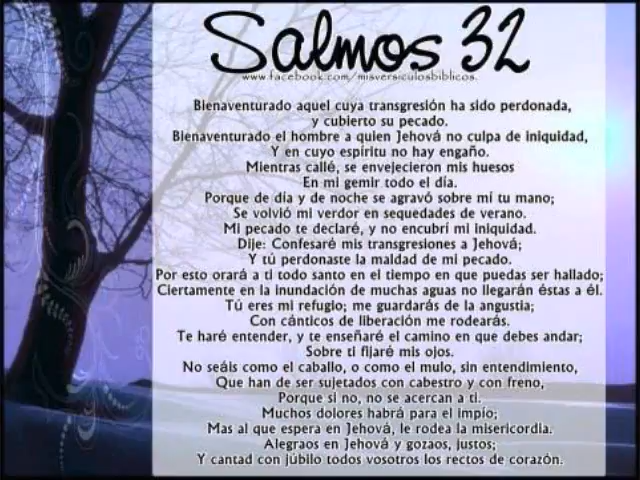 Salmos 32
www.facebook.com/misversiculosbiblicos.
Bienaventurado aquel cuya transgresión ha sido perdonada,
y cubierto su pecado.
Bienaventurado el hombre a quien Jehová no culpa de iniquidad,
Y en cuyo espíritu no hay engaño.
Mientras callé, se envejecieron mis huesos
En mi gemir todo el día.
Porque de día y de noche se agravó sobre mí tu mano;
Se volvió mi verdor en sequedades de verano.
Mi pecado te declaré, y no encubrí mi iniquidad.
Dije: Confesaré mis transgresiones a Jehová;
Y tú perdonaste la maldad de mi pecado.
Por esto orará a ti todo santo en el tiempo en que puedas ser hallado;
Ciertamente en la inundación de muchas aguas no llegarán éstas a él.
Tú eres mi refugio; me guardarás de la angustia;
Con cánticos de liberación me rodearás.
Te haré entender, y te enseñaré el camino en que debes andar;
Sobre ti fijaré mis ojos.
No seáis como el caballo, o como el mulo, sin entendimiento,
Que han de ser sujetados con cabestro y con freno,
Porque si no, no se acercan a ti.
Muchos dolores habrá para el impío;
Mas al que espera en Jehová, le rodea la misericordia.
Alegraos en Jehová y gozaos, justos;
Y cantad con júbilo todos vosotros los rectos de corazón.